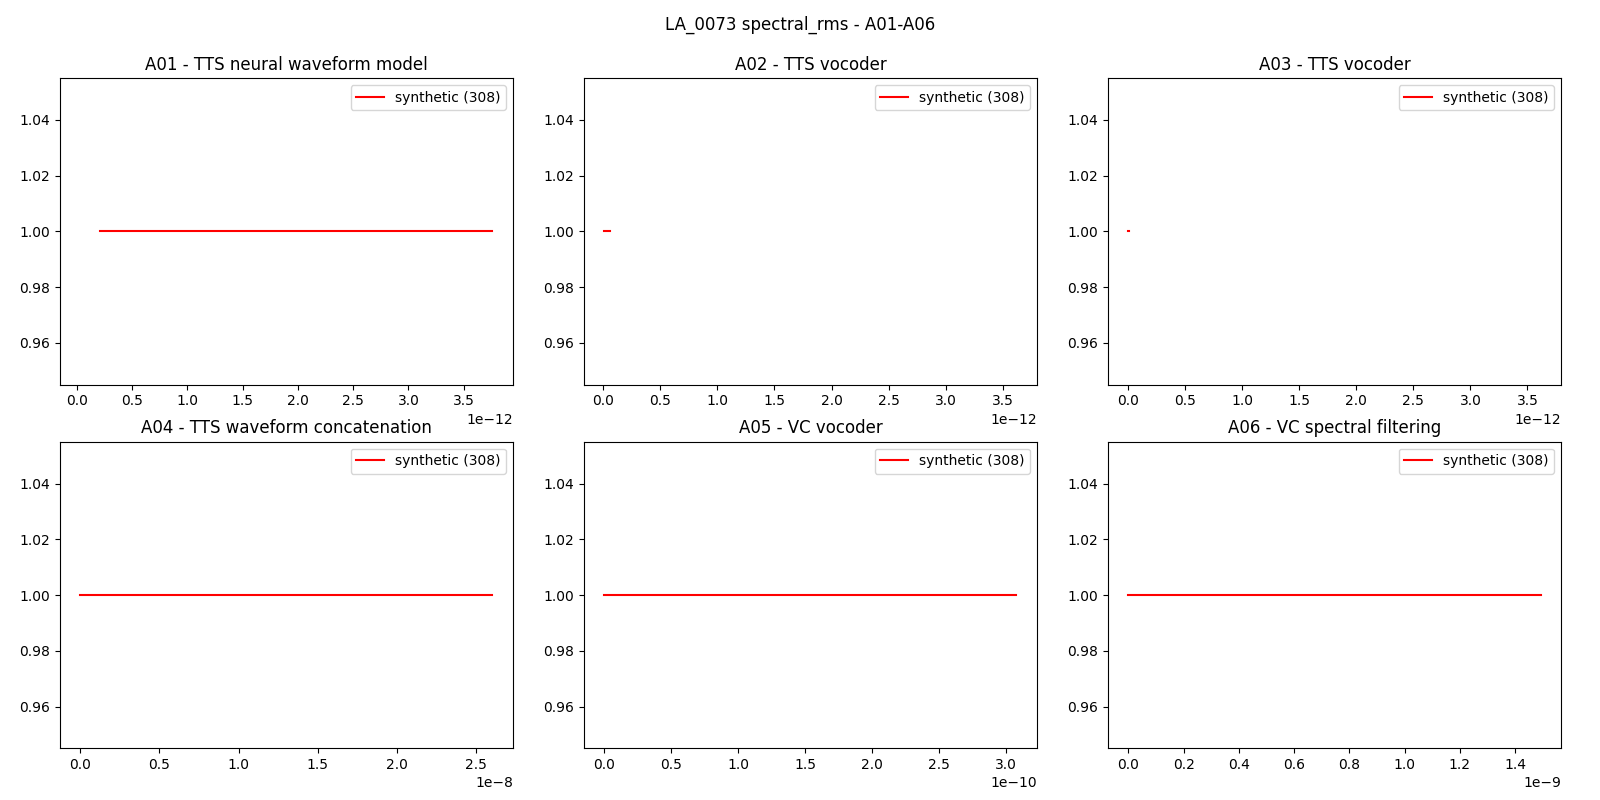 LA_0073 spectral_rms - A01-A06
A01 - TTS neural waveform model
A02 - TTS vocoder
A03 - TTS vocoder
synthetic (308)
synthetic (308)
synthetic (308)
1.04
1.02
1.00
0.98
0.96
1.04
1.02
1.00
0.98
0.96
1.04
1.02
1.00
0.98
0.96
0.0 0.5 1.0 1.5 2.0 2.5 3.0 3.5
1e−12
0.0 0.5 1.0 1.5 2.0 2.5 3.0 3.5
1e−12
0.0 0.5 1.0 1.5 2.0 2.5 3.0 3.5
1e−12
A04 - TTS waveform concatenation
A05 - VC vocoder
A06 - VC spectral filtering
synthetic (308)
synthetic (308)
synthetic (308)
1.04
1.02
1.00
0.98
0.96
1.04
1.02
1.00
0.98
0.96
1.04
1.02
1.00
0.98
0.96
0.0 0.5 1.0 1.5 2.0 2.5
1e−8
0.0 0.5 1.0 1.5 2.0 2.5 3.0
1e−10
0.0 0.2 0.4 0.6 0.8 1.0 1.2 1.4
1e−9